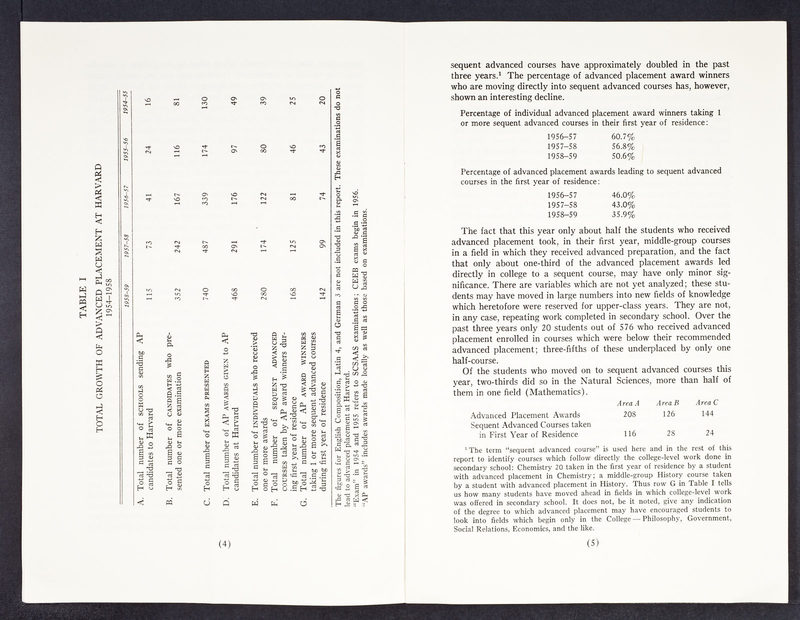 TABLE I
TOTAL GROWTH OF ADVANCED PLACEMENT AT HARVARD
1954–1958
1958–59 1957–58 1956–57 1955–56 1954–55
A. Total number of SCHOOLS sending AP
candidates to Harvard 115 73 41 24 16
B. Total number of CANDIDATES who pre-
sented one or more examination 352 242 167 116 81
C. Total number of EXAMS PRESENTED 740 487 339 174 130
D. Total number of AP AWARDS GIVEN to AP
candidates at Harvard 468 291 176 97 49
E. Total number of INDIVIDUALS who received
one or more awards 280 174 122 80 39
F. Total number of SEQUENT ADVANCED
COURSES taken by AP award winners dur-
ing first year of residence 168 125 81 46 25
G. Total number of AP AWARD WINNERS
taking 1 or more sequent advanced courses
during first year of residence 142 99 74 43 20
The figures for English Composition, Latin 4, and German 3 are not included in this report. These examinations do not
lead to advanced placement at Harvard.
"Exam" in 1954 and 1955 refers to SCSAAS examinations; CEEB exams begin in 1956.
"AP awards" includes awards made locally as well as those based on examinations.
(4)
sequent advanced courses have approximately doubled in the past
three years.¹ The percentage of advanced placement award winners
who are moving directly into sequent advanced courses has, however,
shown an interesting decline.
Percentage of individual advanced placement award winners taking 1
or more sequent advanced courses in their first year of residence:
1956–57 60.7%
1957–58 56.8%
1958–59 50.6%
Percentage of advanced placement awards leading to sequent advanced
courses in the first year of residence:
1956–57 46.0%
1957–58 43.0%
1958–59 35.9%
The fact that this year only about half the students who received
advanced placement took, in their first year, middle-group courses
in a field in which they received advanced preparation, and the fact
that only about one-third of the advanced placement awards led
directly in college to a sequent course, may have only minor sig-
nificance. There are variables which are not yet analyzed; these stu-
dents may have moved in large numbers into new fields of knowledge
which heretofore were reserved for upper-class years. They are not,
in any case, repeating work completed in secondary school. Over the
past three years only 20 students out of 576 who received advanced
placement enrolled in courses which were below their recommended
advanced placement; three-fifths of these underplaced by only one
half-course.
Of the students who moved on to sequent advanced courses this
year, two-thirds did so in the Natural Sciences, more than half of
them in one field (Mathematics).
Area A Area B Area C
Advanced Placement Awards 208 126 144
Sequent Advanced Courses taken
in First Year of Residence 116 28 24
¹ The term "sequent advanced course" is used here and in the rest of this
report to identify courses which follow directly the college-level work done in
secondary school: Chemistry 20 taken in the first year of residence by a student
with advanced placement in Chemistry; a middle-group History course taken
by a student with advanced placement in History. Thus row G in Table I tells
us how many students have moved ahead in fields in which college-level work
was offered in secondary school. It does not, be it noted, give any indication
of the degree to which advanced placement may have encouraged students to
look into fields which begin only in the College — Philosophy, Government,
Social Relations, Economics, and the like.
(5)